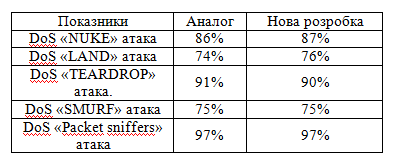 Показники Аналог Нова розробка
DoS «NUKE» атака 86% 87%
DoS «LAND» атака 74% 76%
DoS «TEARDROP» 91% 90%
атака.
DoS «SMURF» атака 75% 75%
DoS «Packet sniffers» 97% 97%
атака